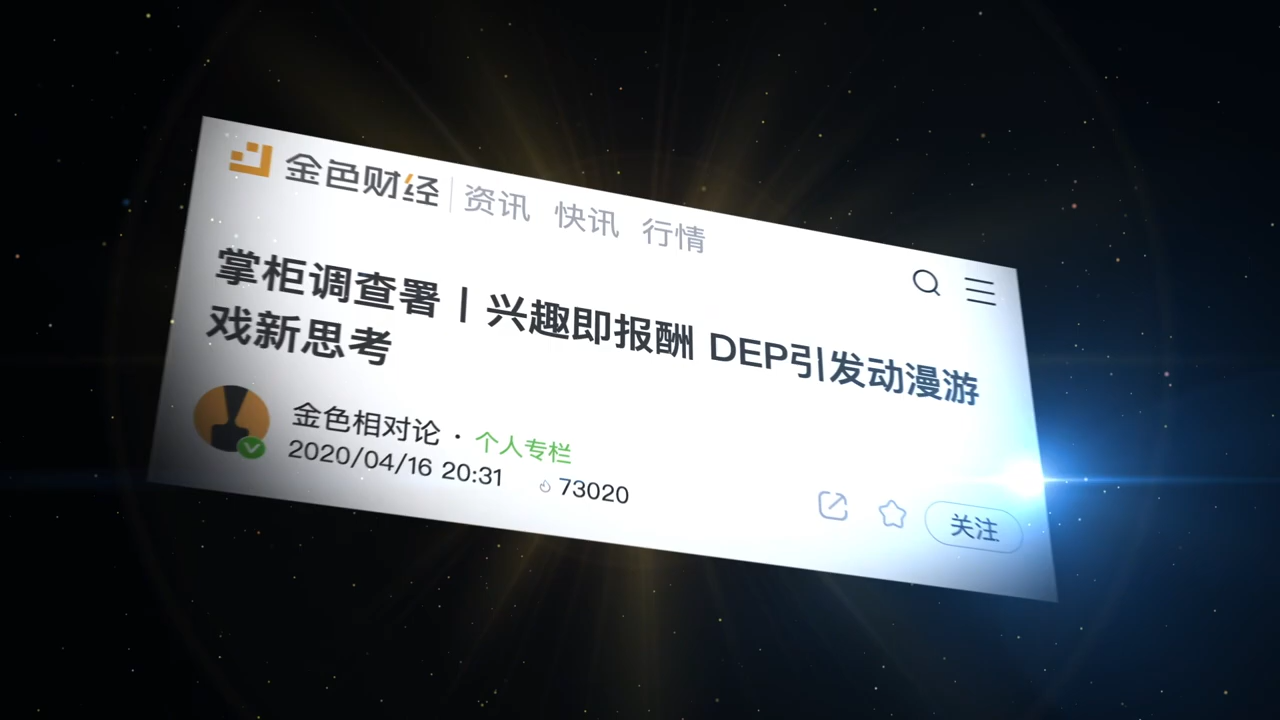 金色财经 资讯 快讯 行情
掌柜调查署丨兴趣即报酬 DEP引发动漫游
戏新思考
金色相对论 · 个人专栏
2020/04/16 20:31 73020
关注